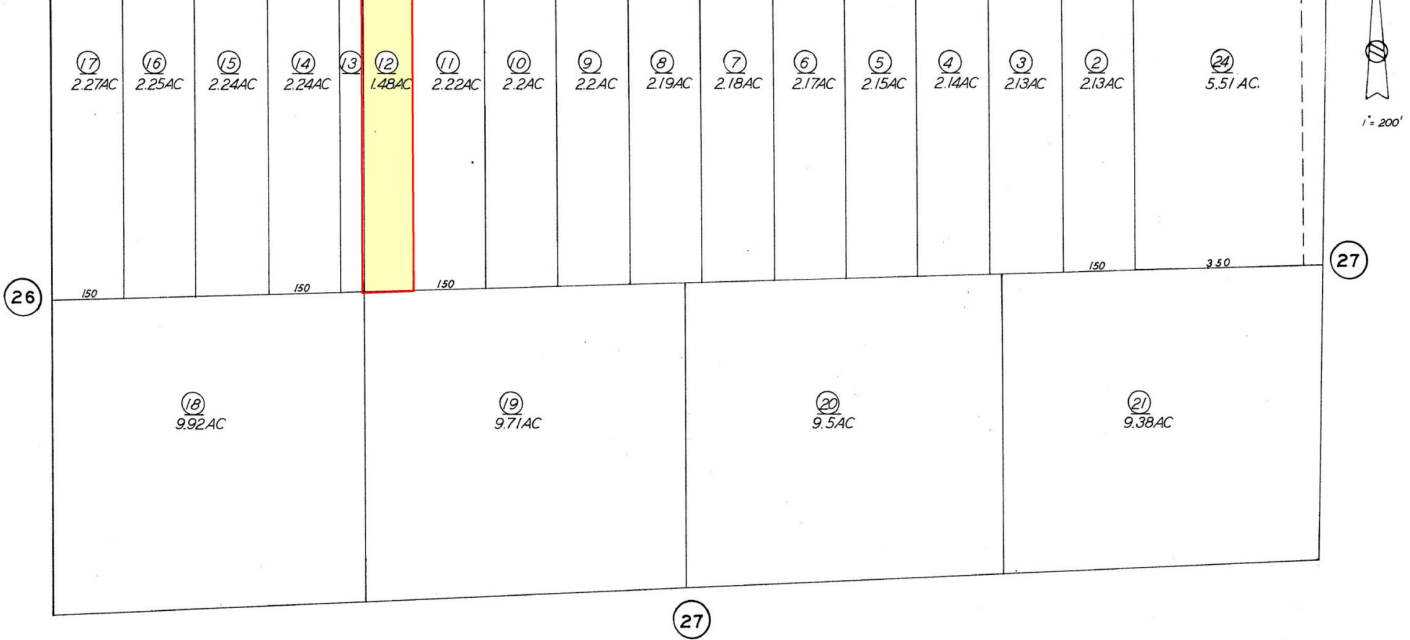 17 16 15 14 13 12 11 10 9 8 7 6 5 4 3 2 24
2.27AC 2.25AC 2.24AC 2.24AC 1.48AC 2.22AC 2.2AC 2.2AC 2.19AC 2.18AC 2.17AC 2.15AC 2.14AC 2.13AC 2.13AC 5.51 AC.
1" = 200'
150 150 150 150 350
26 27
18 19 20 21
9.92AC 9.71AC 9.5AC 9.38AC
27